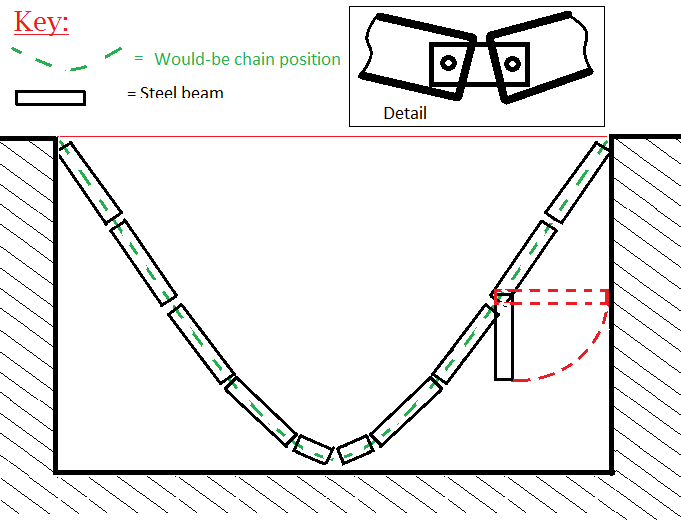 Key:
= Would-be chain position
= Steel beam
Detail